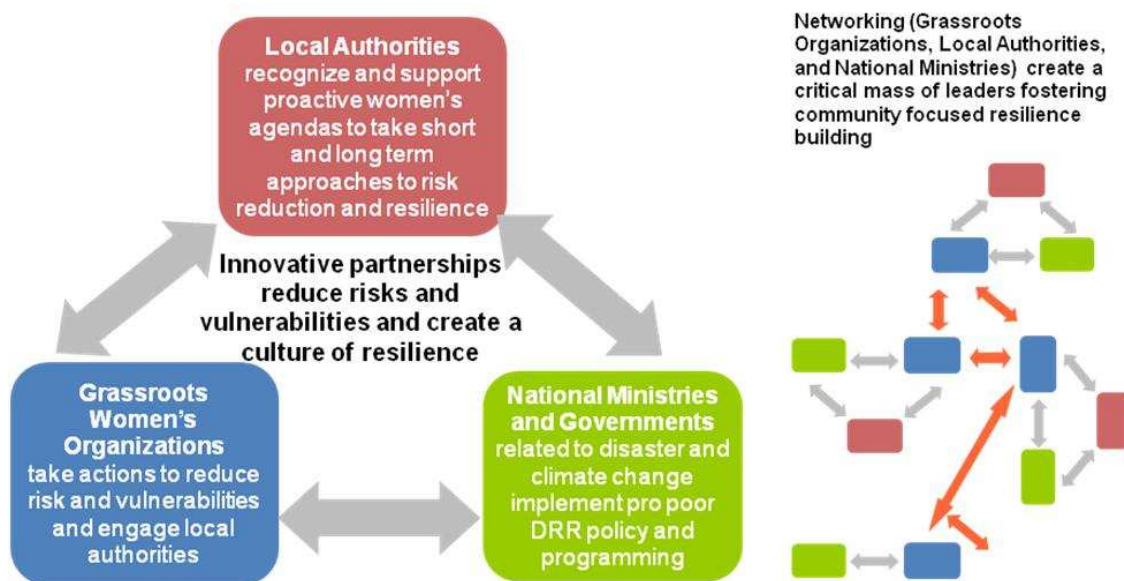 Local Authorities
recognize and support
proactive women's
agendas to take short
and long term
approaches to risk
reduction and resilience
Innovative partnerships
reduce risks and
vulnerabilities and create a
culture of resilience
Grassroots
Women's
Organizations
take actions to reduce
risk and vulnerabilities
and engage local
authorities
National Ministries
and Governments
related to disaster and
climate change
implement pro poor
DRR policy and
programming
Networking (Grassroots
Organizations, Local Authorities,
and National Ministries) create a
critical mass of leaders fostering
community focused resilience
building